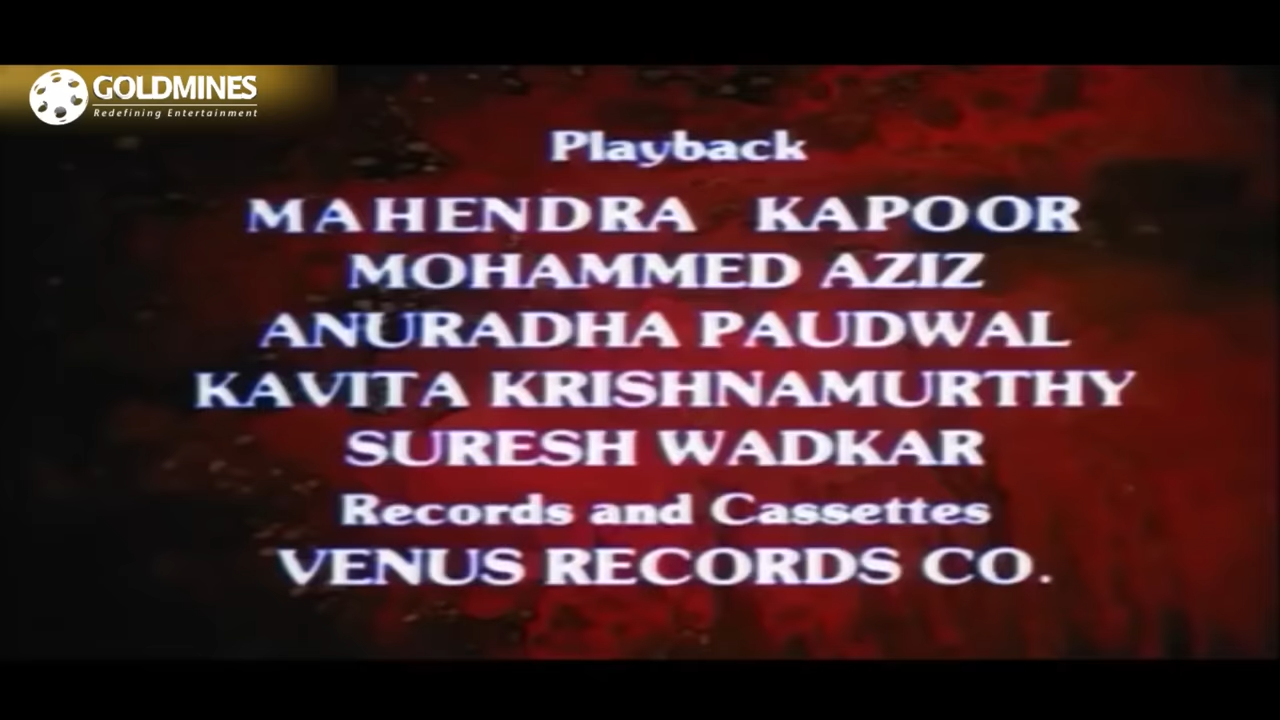 GOLDMINES
Redefining Entertainment
Playback
MAHENDRA KAPOOR
MOHAMMED AZIZ
ANURADHA PAUDWAL
KAVITA KRISHNAMURTHY
SURESH WADKAR
Records and Cassettes
VENUS RECORDS CO.